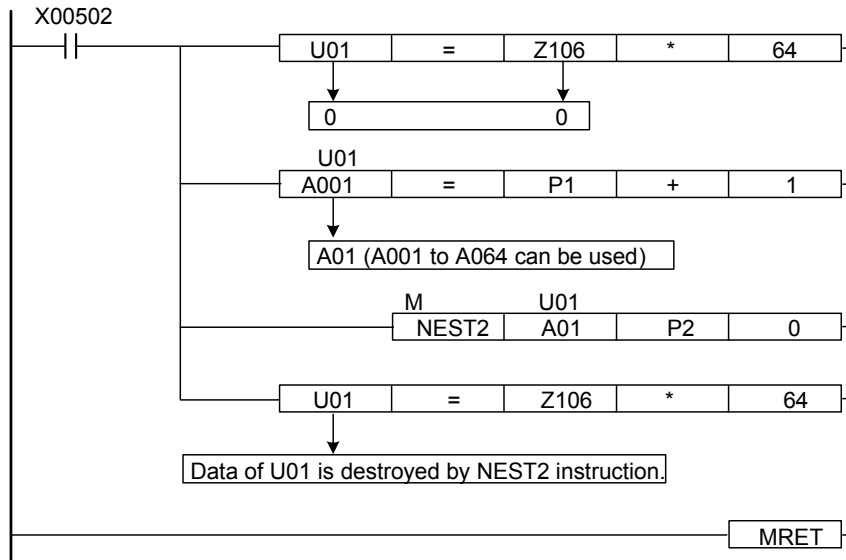 X00502
U01 = Z106 * 64
0 0
U01
A001 = P1 + 1
A01 (A001 to A064 can be used)
M U01
NEST2 A01 P2 0
U01 = Z106 * 64
Data of U01 is destroyed by NEST2 instruction.
MRET